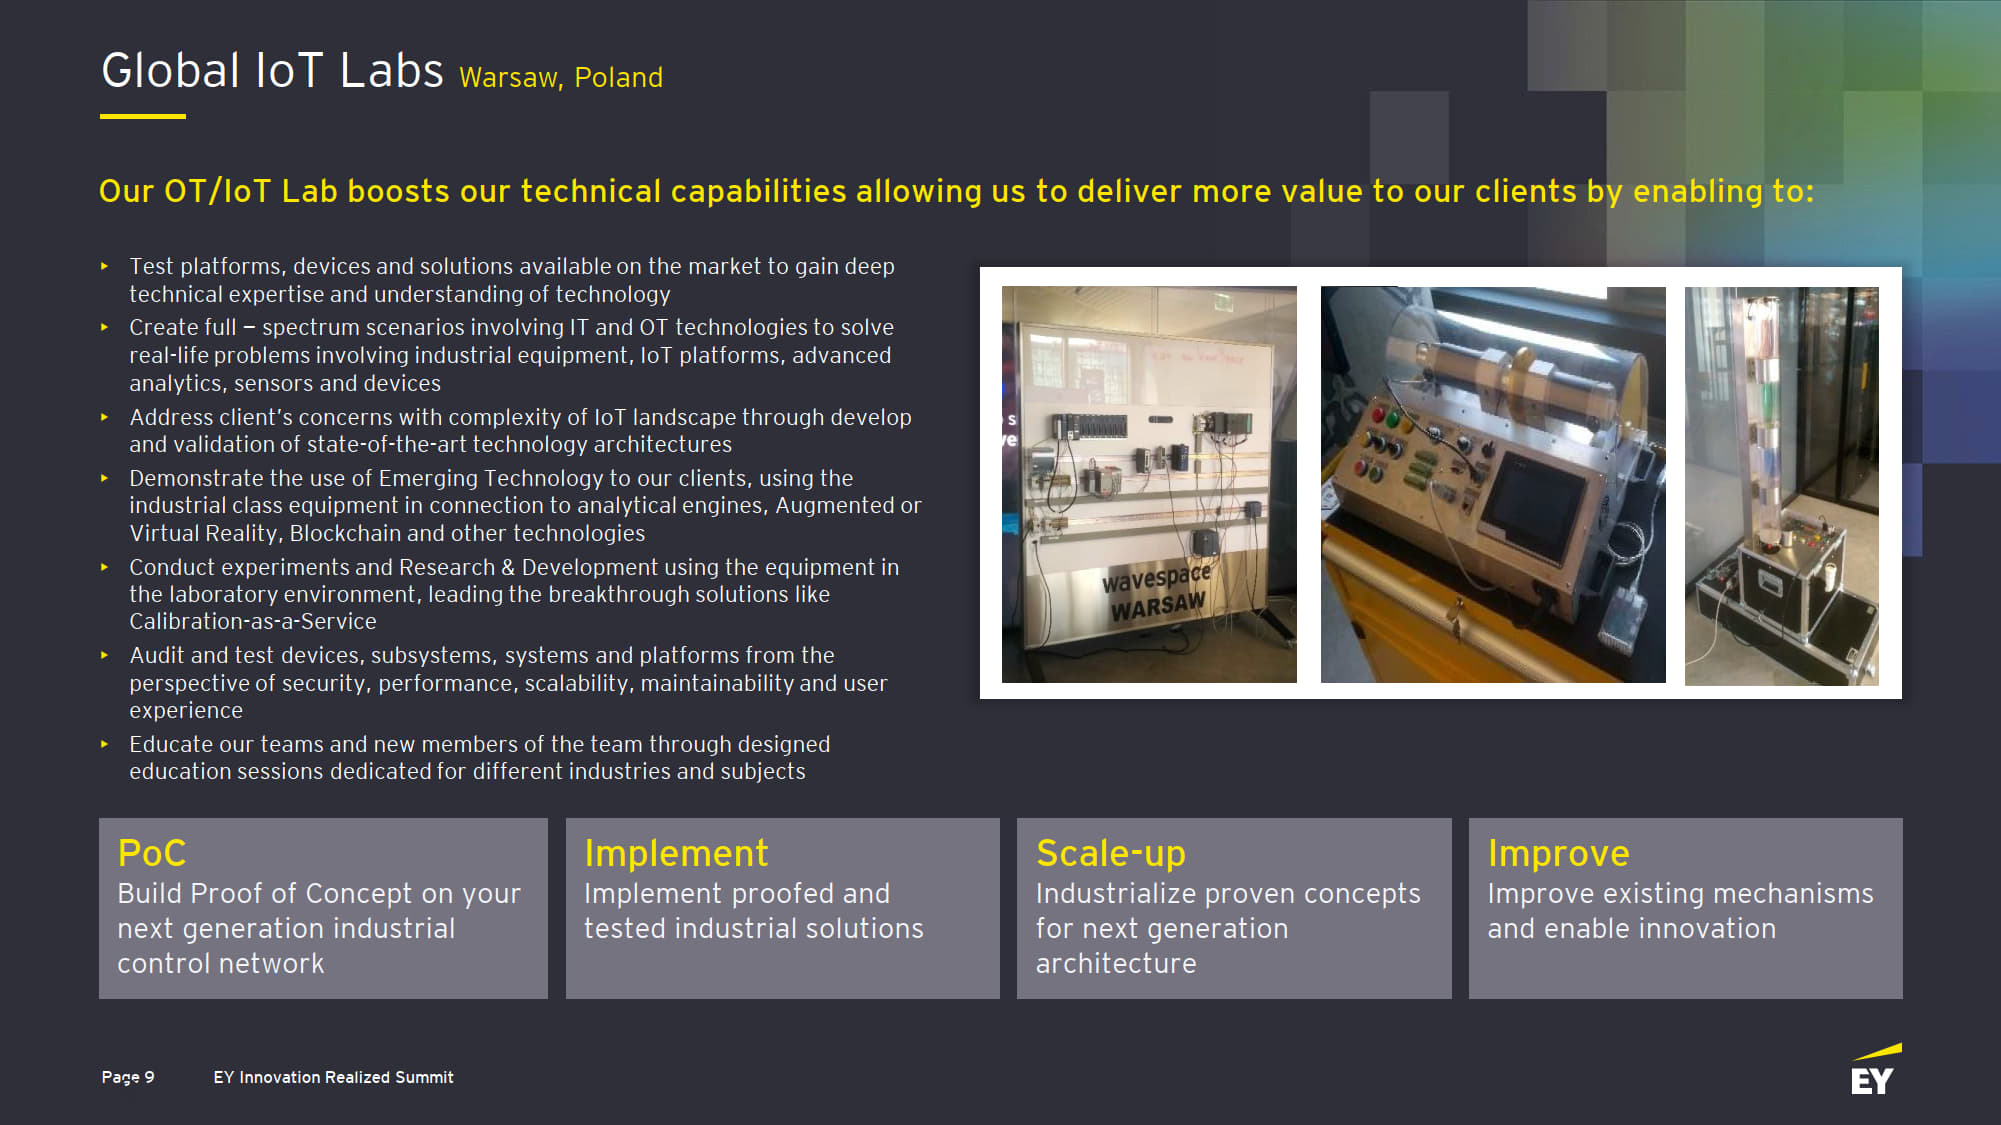 Global IoT Labs Warsaw, Poland
Our OT/IoT Lab boosts our technical capabilities allowing us to deliver more value to our clients by enabling to:
‣ Test platforms, devices and solutions available on the market to gain deep
technical expertise and understanding of technology
‣ Create full – spectrum scenarios involving IT and OT technologies to solve
real-life problems involving industrial equipment, IoT platforms, advanced
analytics, sensors and devices
‣ Address client's concerns with complexity of IoT landscape through develop
and validation of state-of-the-art technology architectures
‣ Demonstrate the use of Emerging Technology to our clients, using the
industrial class equipment in connection to analytical engines, Augmented or
Virtual Reality, Blockchain and other technologies
‣ Conduct experiments and Research & Development using the equipment in
the laboratory environment, leading the breakthrough solutions like
Calibration-as-a-Service
‣ Audit and test devices, subsystems, systems and platforms from the
perspective of security, performance, scalability, maintainability and user
experience
‣ Educate our teams and new members of the team through designed
education sessions dedicated for different industries and subjects
wavespace
WARSAW
PoC
Build Proof of Concept on your
next generation industrial
control network
Implement
Implement proofed and
tested industrial solutions
Scale-up
Industrialize proven concepts
for next generation
architecture
Improve
Improve existing mechanisms
and enable innovation
Page 9
EY Innovation Realized Summit
EY